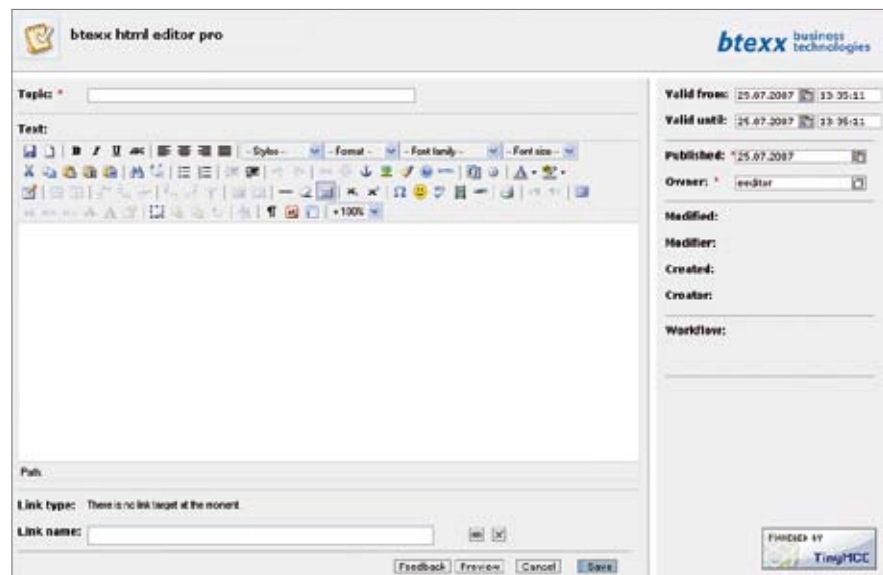 btexx html editor pro
btexx business technologies
Topic: *
Text:
B I U ABC - Styles - - Format - - Font family - - Font size -
+100%
Path:
Link type: There is no link target at the moment.
Link name:
Feedback Preview Cancel Save
Valid from: 25.07.2007 13:35:11
Valid until: 25.07.2007 13:35:11
Published: * 25.07.2007
Owner: * eeditor
Modified:
Modifier:
Created:
Creator:
Workflow:
POWERED BY
TinyMCE